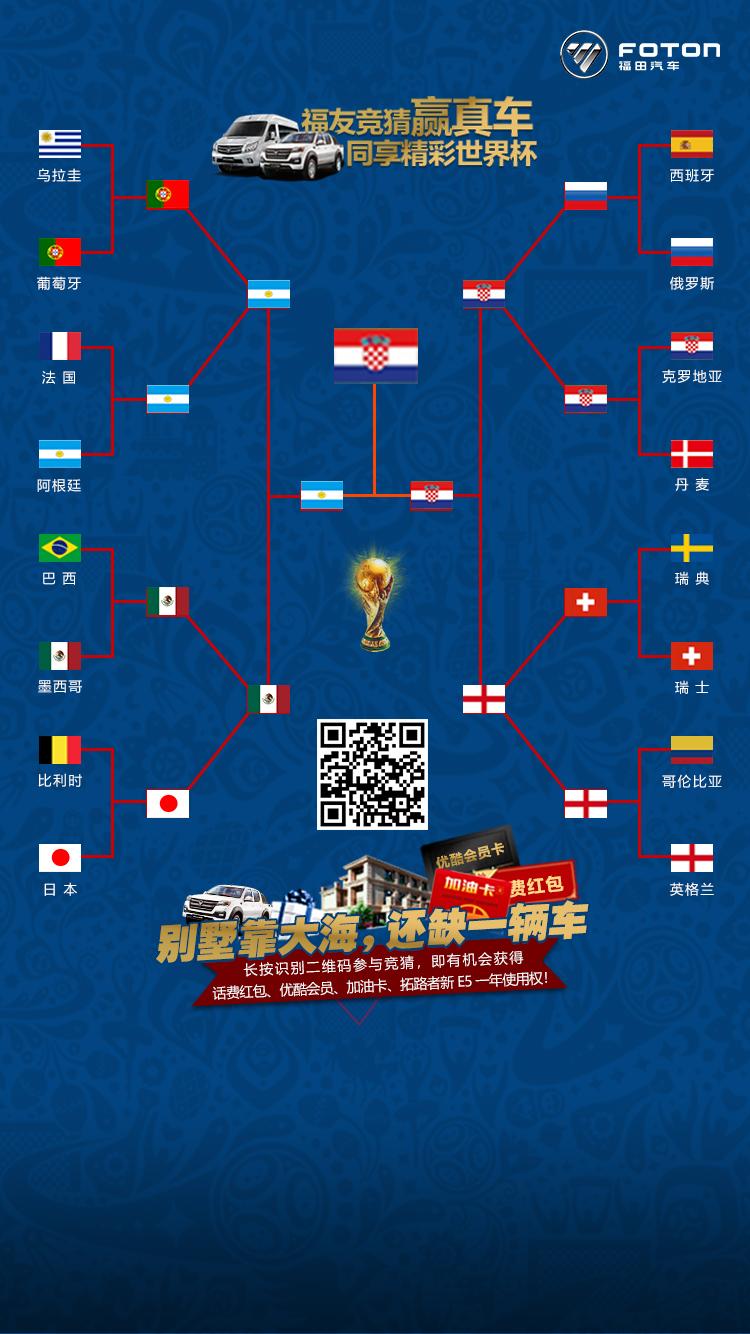 FOTON
福田汽车
福友竞猜赢真车
同享精彩世界杯
乌拉圭
葡萄牙
法 国
阿根廷
巴 西
墨西哥
比利时
日 本
西班牙
俄罗斯
克罗地亚
丹 麦
瑞 典
瑞 士
哥伦比亚
英格兰
优酷会员卡
加油卡
费红包
别墅靠大海，还缺一辆车
长按识别二维码参与竞猜，即有机会获得
话费红包、优酷会员、加油卡、拓路者新 E5 一年使用权！